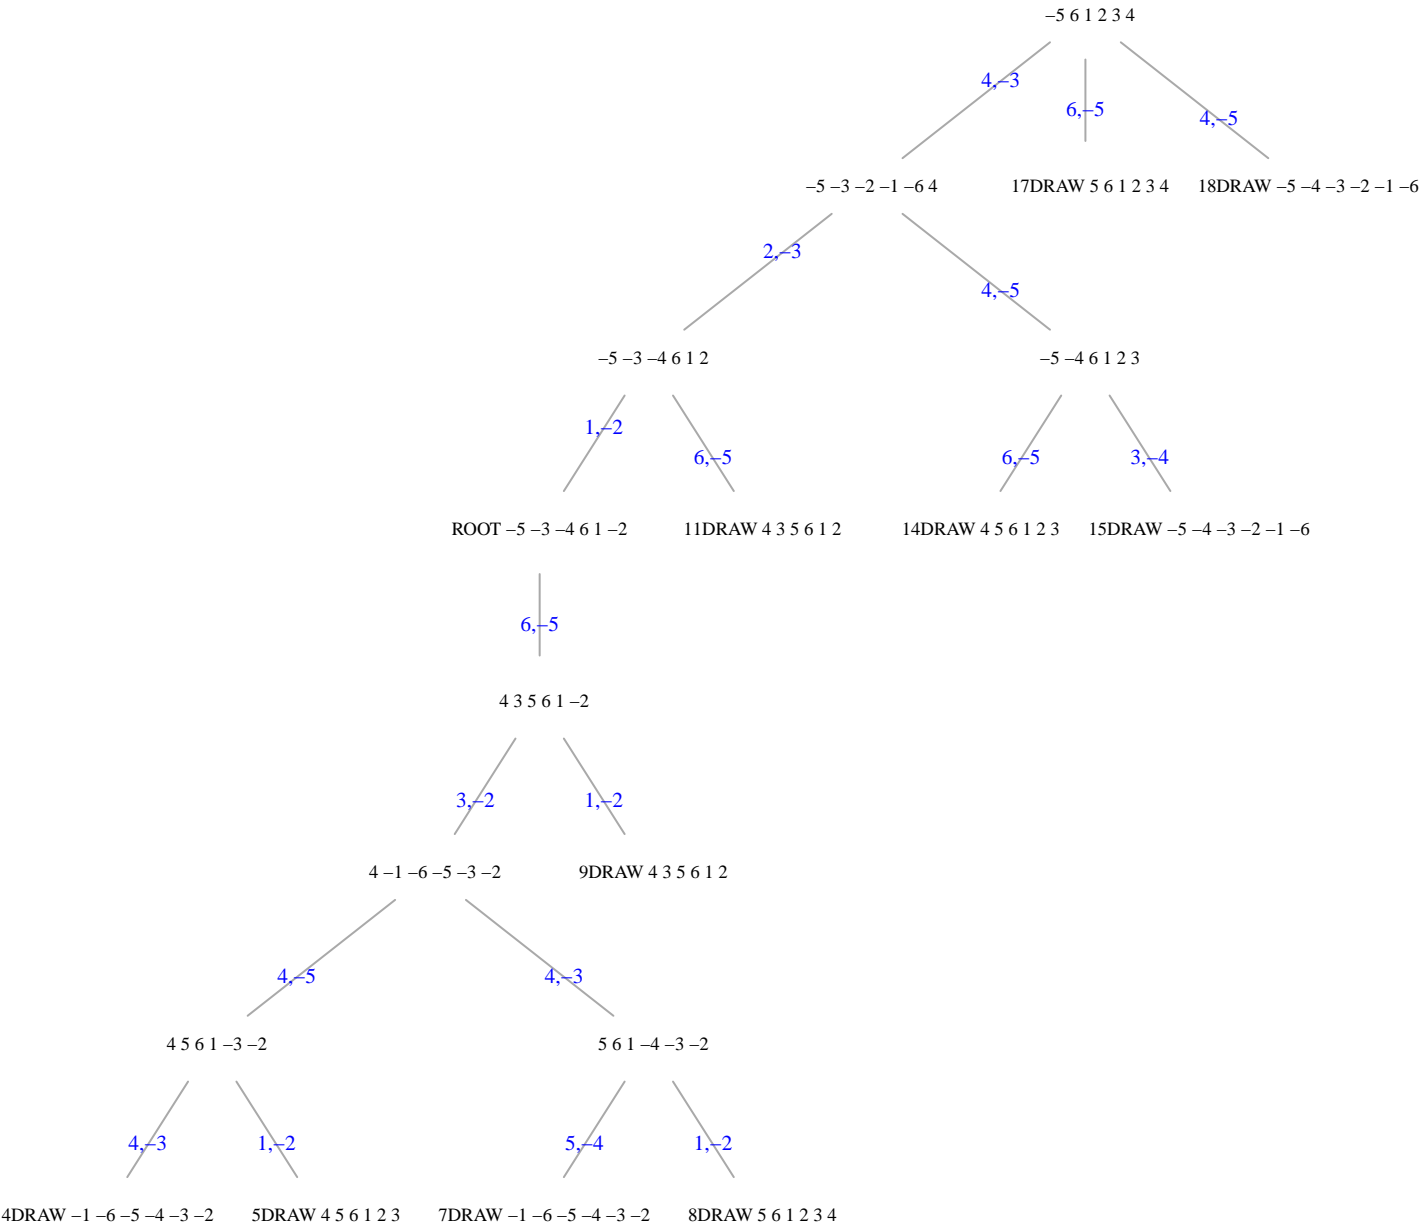 –5 6 1 2 3 4
4,–3
6,–5
4,–5
–5 –3 –2 –1 –6 4
17DRAW 5 6 1 2 3 4
18DRAW –5 –4 –3 –2 –1 –6
2,–3
4,–5
–5 –3 –4 6 1 2
–5 –4 6 1 2 3
1,–2
6,–5
6,–5
3,–4
ROOT –5 –3 –4 6 1 –2
11DRAW 4 3 5 6 1 2
14DRAW 4 5 6 1 2 3
15DRAW –5 –4 –3 –2 –1 –6
6,–5
4 3 5 6 1 –2
3,–2
1,–2
4 –1 –6 –5 –3 –2
9DRAW 4 3 5 6 1 2
4,–5
4,–3
4 5 6 1 –3 –2
5 6 1 –4 –3 –2
4,–3
1,–2
5,–4
1,–2
4DRAW –1 –6 –5 –4 –3 –2
5DRAW 4 5 6 1 2 3
7DRAW –1 –6 –5 –4 –3 –2
8DRAW 5 6 1 2 3 4